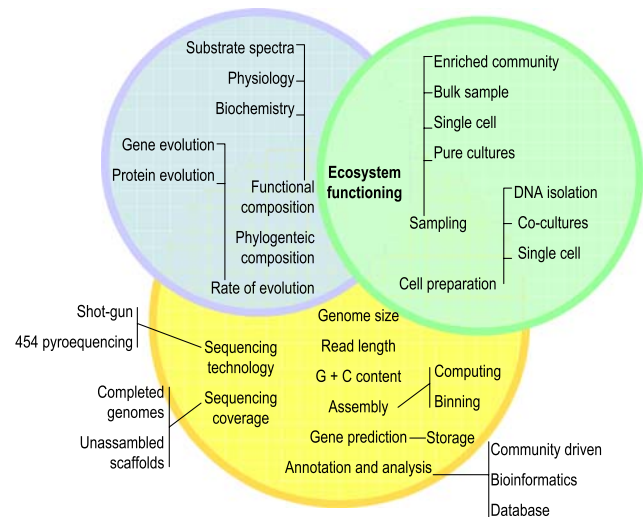 Substrate spectra
Physiology
Biochemistry
Gene evolution
Protein evolution
Functional
composition
Phylogenteic
composition
Rate of evolution
Ecosystem
functioning
Enriched community
Bulk sample
Single cell
Pure cultures
Sampling
DNA isolation
Co-cultures
Single cell
Cell preparation
Shot-gun
454 pyroequencing
Sequencing
technology
Completed
genomes
Unassambled
scaffolds
Sequencing
coverage
Genome size
Read length
G + C content
Assembly
Computing
Binning
Gene prediction
Storage
Annotation and analysis
Community driven
Bioinformatics
Database